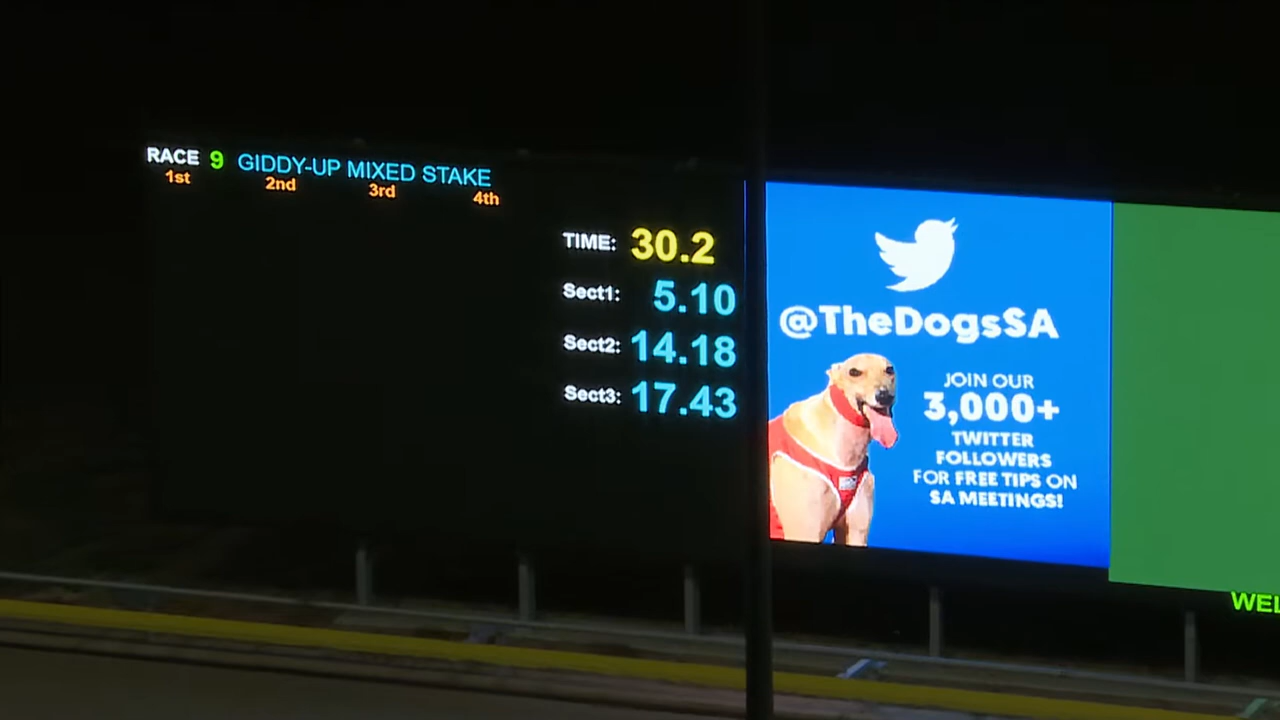 RACE 9 GIDDY-UP MIXED STAKE
1st 2nd 3rd 4th
TIME: 30.2
Sect1: 5.10
Sect2: 14.18
Sect3: 17.43
@TheDogsSA
JOIN OUR
3,000+
TWITTER
FOLLOWERS
FOR FREE TIPS ON
SA MEETINGS!
WEL